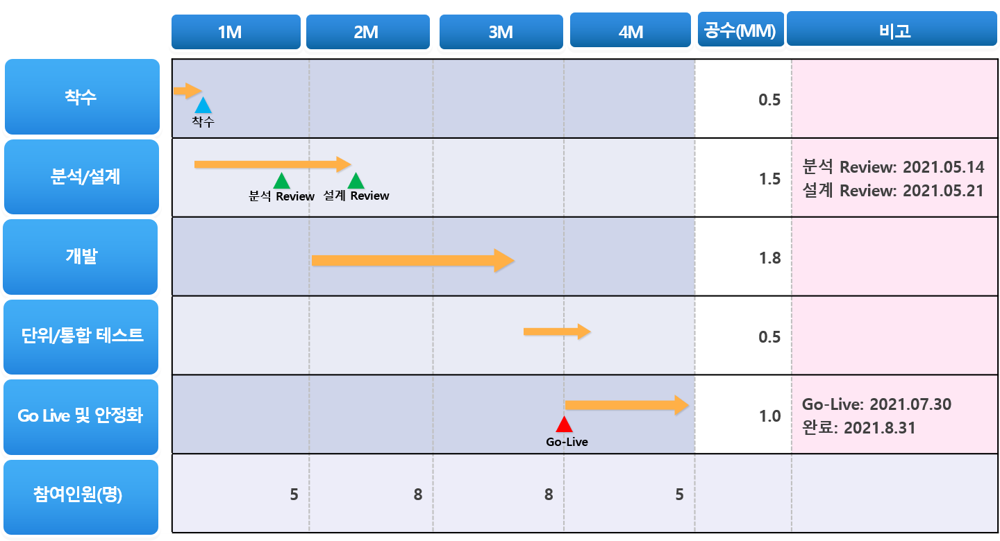 1M
2M
3M
4M
공수(MM)
비고
착수
착수
0.5
분석/설계
분석 Review
설계 Review
1.5
분석 Review: 2021.05.14
설계 Review: 2021.05.21
개발
1.8
단위/통합 테스트
0.5
Go Live 및 안정화
Go-Live
1.0
Go-Live: 2021.07.30
완료: 2021.8.31
참여인원(명)
5
8
8
5